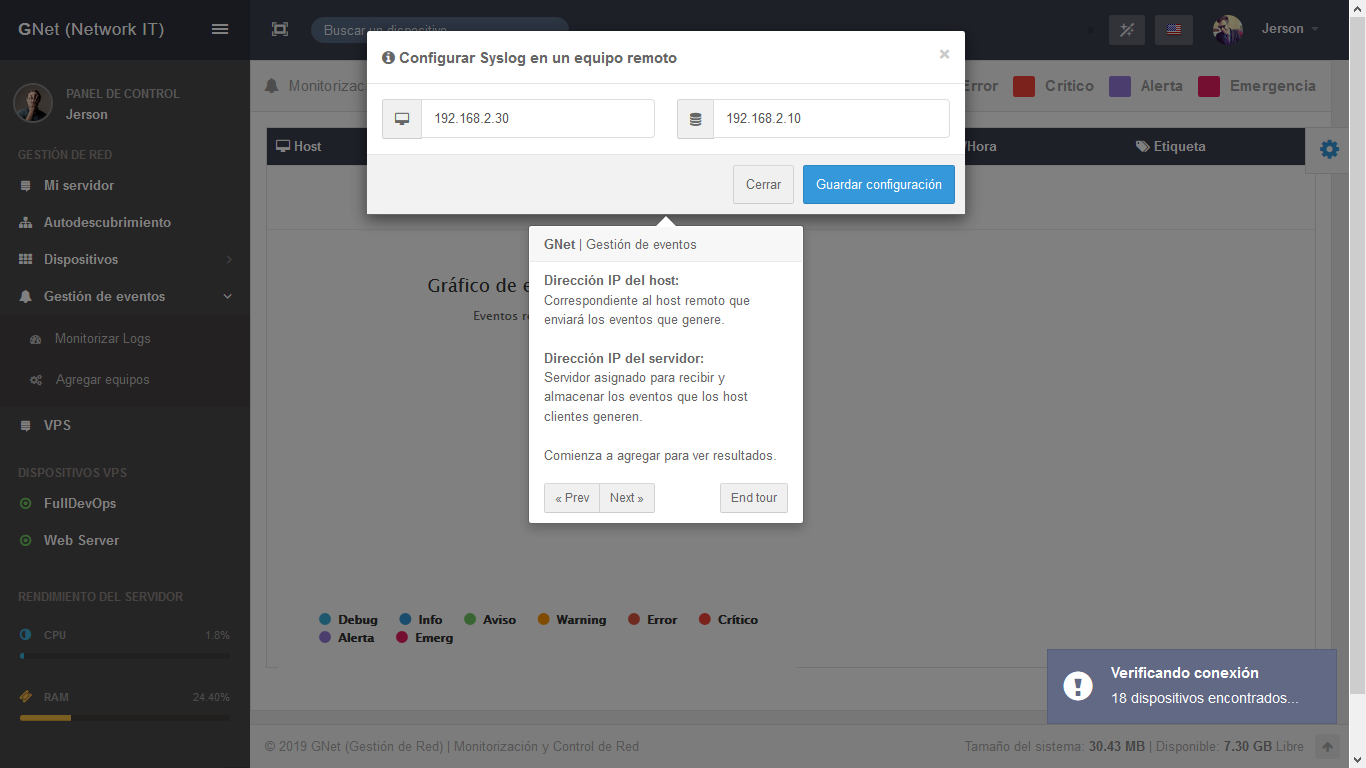 GNet (Network IT)
Buscar un dispositivo
Jerson
PANEL DE CONTROL
Jerson
GESTIÓN DE RED
Mi servidor
Autodescubrimiento
Dispositivos
Gestión de eventos
Monitorizar Logs
Agregar equipos
VPS
DISPOSITIVOS VPS
FullDevOps
Web Server
RENDIMIENTO DEL SERVIDOR
CPU 1.8%
RAM 24.40%
Configurar Syslog en un equipo remoto ×
192.168.2.30 192.168.2.10
Cerrar Guardar configuración
Monitorizac
Error Crítico Alerta Emergencia
Host /Hora Etiqueta
GNet | Gestión de eventos
Dirección IP del host:
Correspondiente al host remoto que
enviará los eventos que genere.
Dirección IP del servidor:
Servidor asignado para recibir y
almacenar los eventos que los host
clientes generen.
Comienza a agregar para ver resultados.
« Prev Next » End tour
Gráfico de e
Eventos re
Debug Info Aviso Warning Error Crítico
Alerta Emerg
Verificando conexión
18 dispositivos encontrados...
© 2019 GNet (Gestión de Red) | Monitorización y Control de Red
Tamaño del sistema: 30.43 MB | Disponible: 7.30 GB Libre